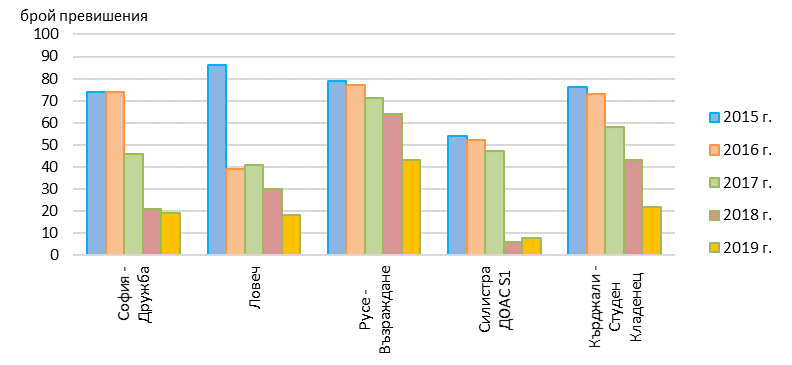 брой превишения
100
90
80
70
60
50
40
30
20
10
0
2015 г.
2016 г.
2017 г.
2018 г.
2019 г.
София -
Дружба
Ловеч
Русе -
Възраждане
Силистра
ДОАС S1
Кърджали -
Студен
Кладенец